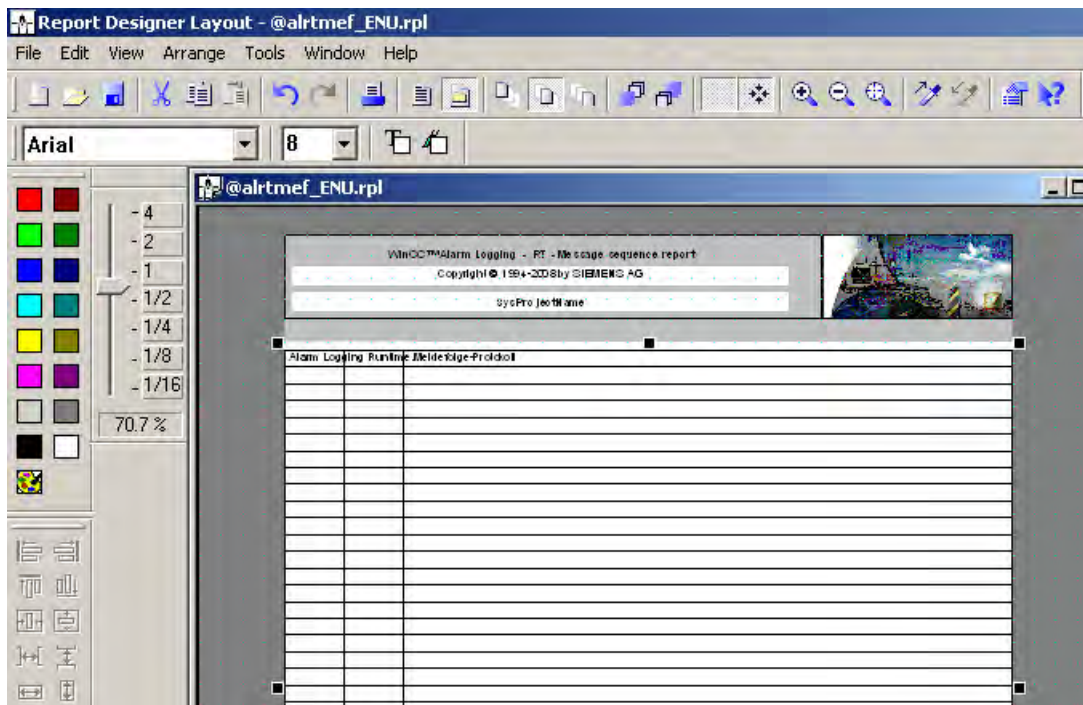 Report Designer Layout - @alrtmef_ENU.rpl
File Edit View Arrange Tools Window Help
Arial 8
@alrtmef_ENU.rpl
- 4
- 2
- 1
- 1/2
- 1/4
- 1/8
- 1/16
70.7 %
WinCC™Alarm Logging - RT - Message sequence report
Copyright © 1994-2008 by SIEMENS AG
SysProjectName
Alarm Logging Runtime Meldefolge-Protokoll